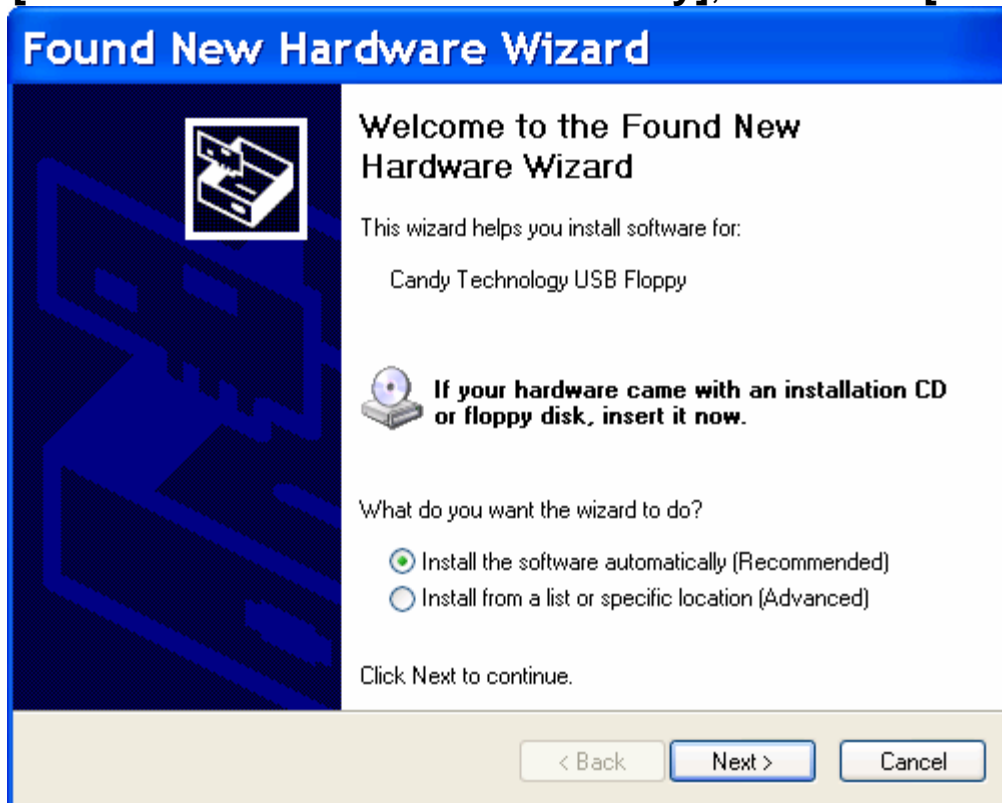 Found New Hardware Wizard
Welcome to the Found New
Hardware Wizard
This wizard helps you install software for:
Candy Technology USB Floppy
If your hardware came with an installation CD
or floppy disk, insert it now.
What do you want the wizard to do?
Install the software automatically (Recommended)
Install from a list or specific location (Advanced)
Click Next to continue.
< Back Next > Cancel